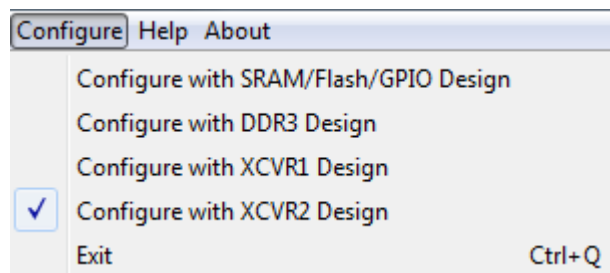 Configure Help About
Configure with SRAM/Flash/GPIO Design
Configure with DDR3 Design
Configure with XCVR1 Design
Configure with XCVR2 Design
Exit Ctrl+Q